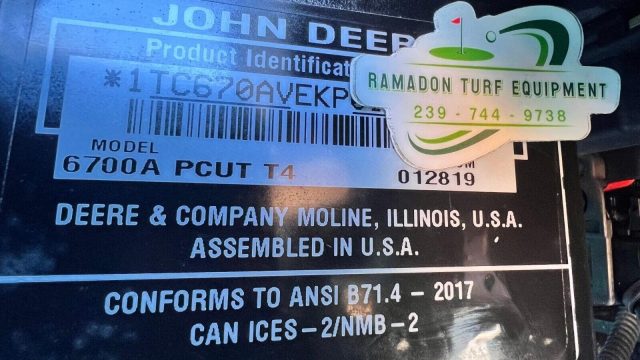 JOHN DEER
Product Identificat
*1TC670AVEKP
MODEL
6700A PCUT T4
012819
DEERE & COMPANY MOLINE, ILLINOIS, U.S.A.
ASSEMBLED IN U.S.A.
CONFORMS TO ANSI B71.4 – 2017
CAN ICES–2/NMB–2
RAMADON TURF EQUIPMENT
239 - 744 - 9738